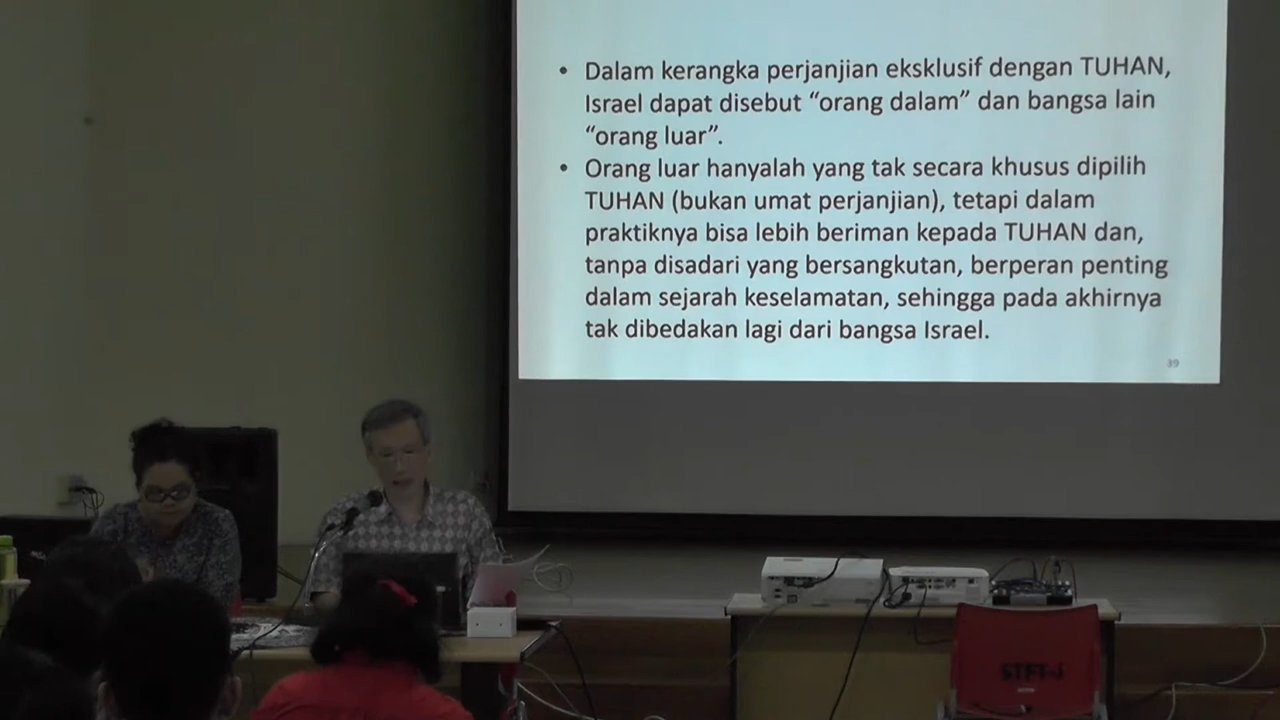 • Dalam kerangka perjanjian eksklusif dengan TUHAN,
Israel dapat disebut “orang dalam” dan bangsa lain
“orang luar”.
• Orang luar hanyalah yang tak secara khusus dipilih
TUHAN (bukan umat perjanjian), tetapi dalam
praktiknya bisa lebih beriman kepada TUHAN dan,
tanpa disadari yang bersangkutan, berperan penting
dalam sejarah keselamatan, sehingga pada akhirnya
tak dibedakan lagi dari bangsa Israel.
39
STFT-J